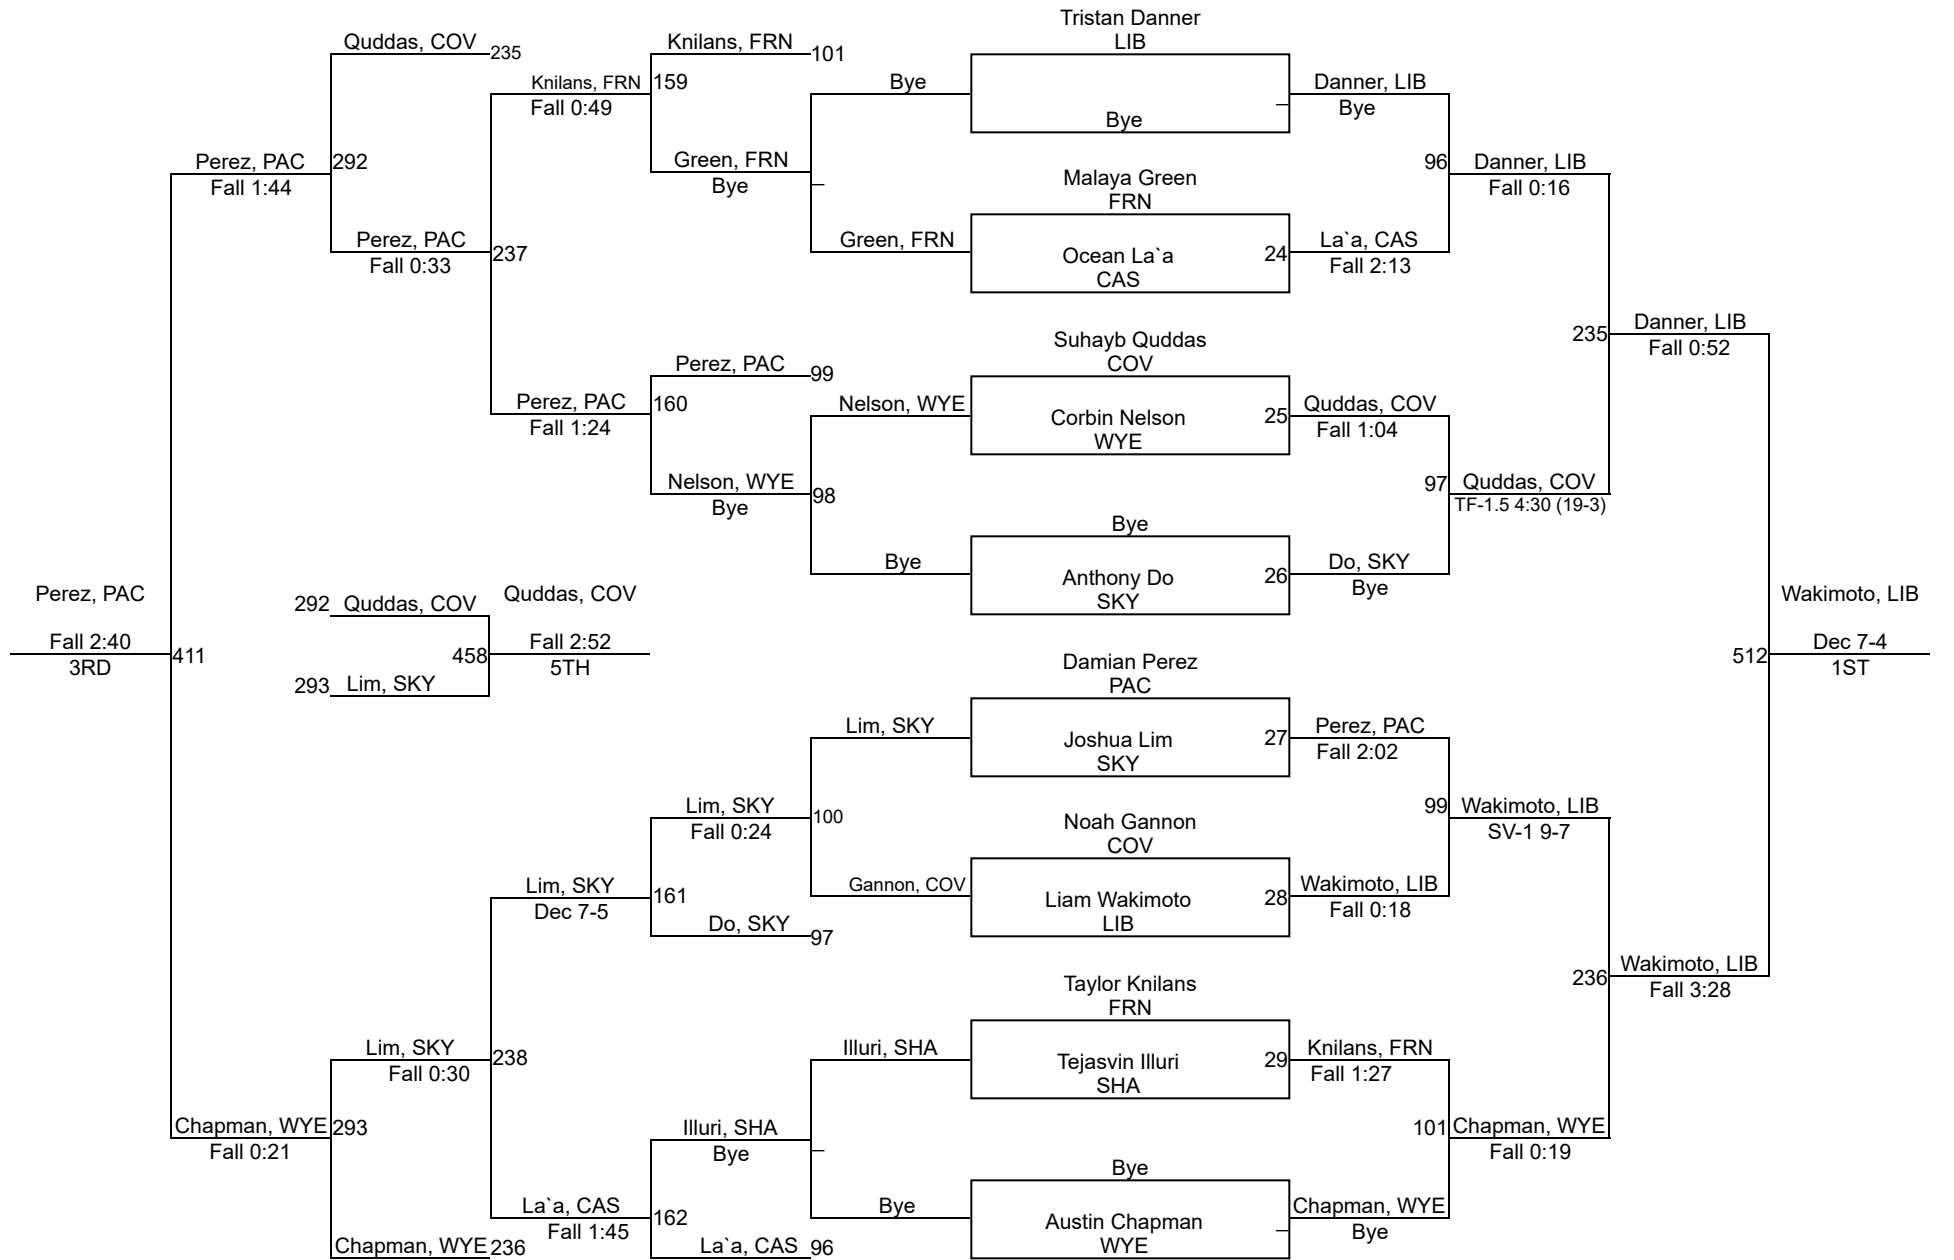 Tristan Danner
LIB
Quddas, COV
235
Knilans, FRN
101
Knilans, FRN
159
Bye
Danner, LIB
Fall 0:49
Bye
Bye
_
Perez, PAC
292
Green, FRN
96
Danner, LIB
Fall 1:44
Bye
_
Malaya Green
FRN
Fall 0:16
Perez, PAC
237
Green, FRN
Ocean La`a
CAS
24
La`a, CAS
Fall 0:33
Fall 2:13
Suhayb Quddas
COV
235
Danner, LIB
Fall 0:52
Perez, PAC
99
Perez, PAC
160
Nelson, WYE
Corbin Nelson
WYE
25
Quddas, COV
Fall 1:24
Fall 1:04
Nelson, WYE
98
97
Quddas, COV
Bye
TF-1.5 4:30 (19-3)
Bye
Bye
Anthony Do
SKY
26
Do, SKY
Bye
Perez, PAC
292
Quddas, COV
Quddas, COV
Wakimoto, LIB
Fall 2:40
411
458
Fall 2:52
512
Dec 7-4
3RD
5TH
1ST
293
Lim, SKY
Damian Perez
PAC
Lim, SKY
Joshua Lim
SKY
27
Perez, PAC
Fall 2:02
Lim, SKY
100
99
Wakimoto, LIB
Fall 0:24
Noah Gannon
COV
SV-1 9-7
Lim, SKY
161
Gannon, COV
Liam Wakimoto
LIB
28
Wakimoto, LIB
Dec 7-5
Fall 0:18
Do, SKY
97
Taylor Knilans
FRN
236
Wakimoto, LIB
Fall 3:28
Lim, SKY
238
Illuri, SHA
Tejasvin Illuri
SHA
29
Knilans, FRN
Fall 0:30
Fall 1:27
Chapman, WYE
293
Illuri, SHA
101
Chapman, WYE
Fall 0:21
Bye
_
Fall 0:19
Bye
La`a, CAS
162
Bye
Austin Chapman
WYE
_
Chapman, WYE
Fall 1:45
Bye
Chapman, WYE
236
La`a, CAS
96